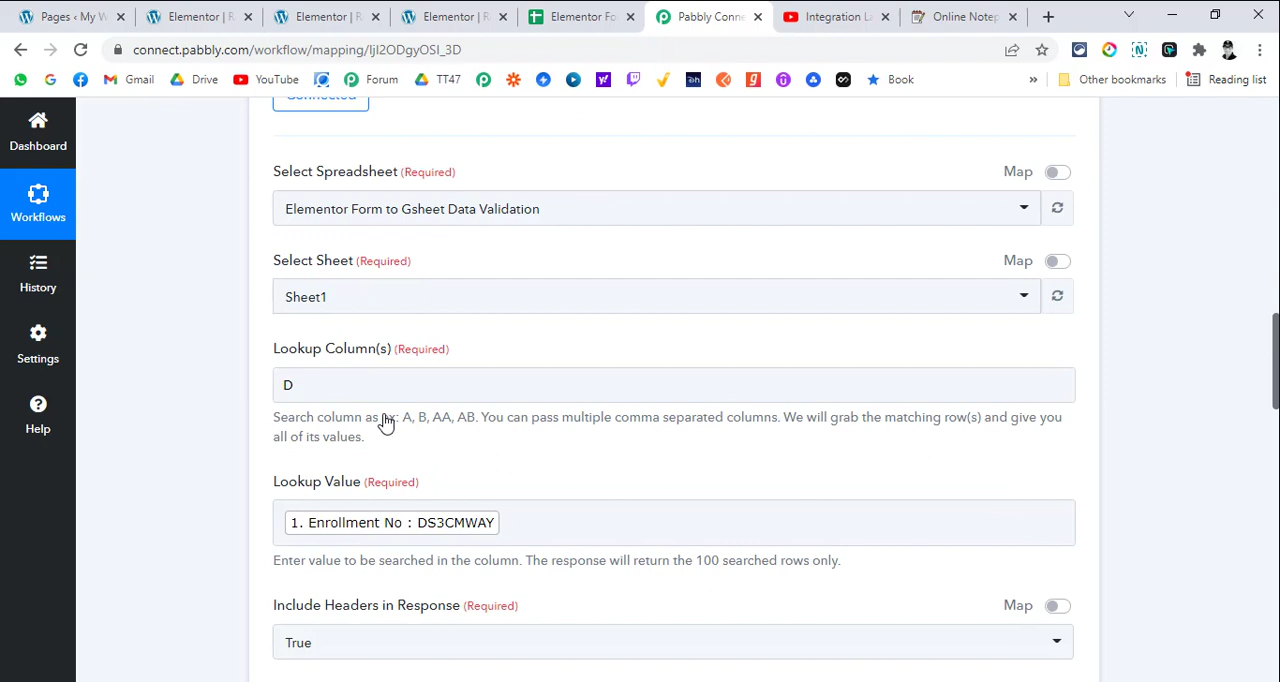 Pages ‹ My W
Elementor | R
Elementor | R
Elementor | R
Elementor Fo
Pabbly Conne
Integration La
Online Notep
connect.pabbly.com/workflow/mapping/IjI2ODgyOSI_3D
Gmail
Drive
YouTube
Forum
TT47
Book
»
Other bookmarks
Reading list
Dashboard
Workflows
History
Settings
Help
Connected
Select Spreadsheet (Required)
Map
Elementor Form to Gsheet Data Validation
Select Sheet (Required)
Map
Sheet1
Lookup Column(s) (Required)
D
Search column as ex: A, B, AA, AB. You can pass multiple comma separated columns. We will grab the matching row(s) and give you
all of its values.
Lookup Value (Required)
1. Enrollment No : DS3CMWAY
Enter value to be searched in the column. The response will return the 100 searched rows only.
Include Headers in Response (Required)
Map
True